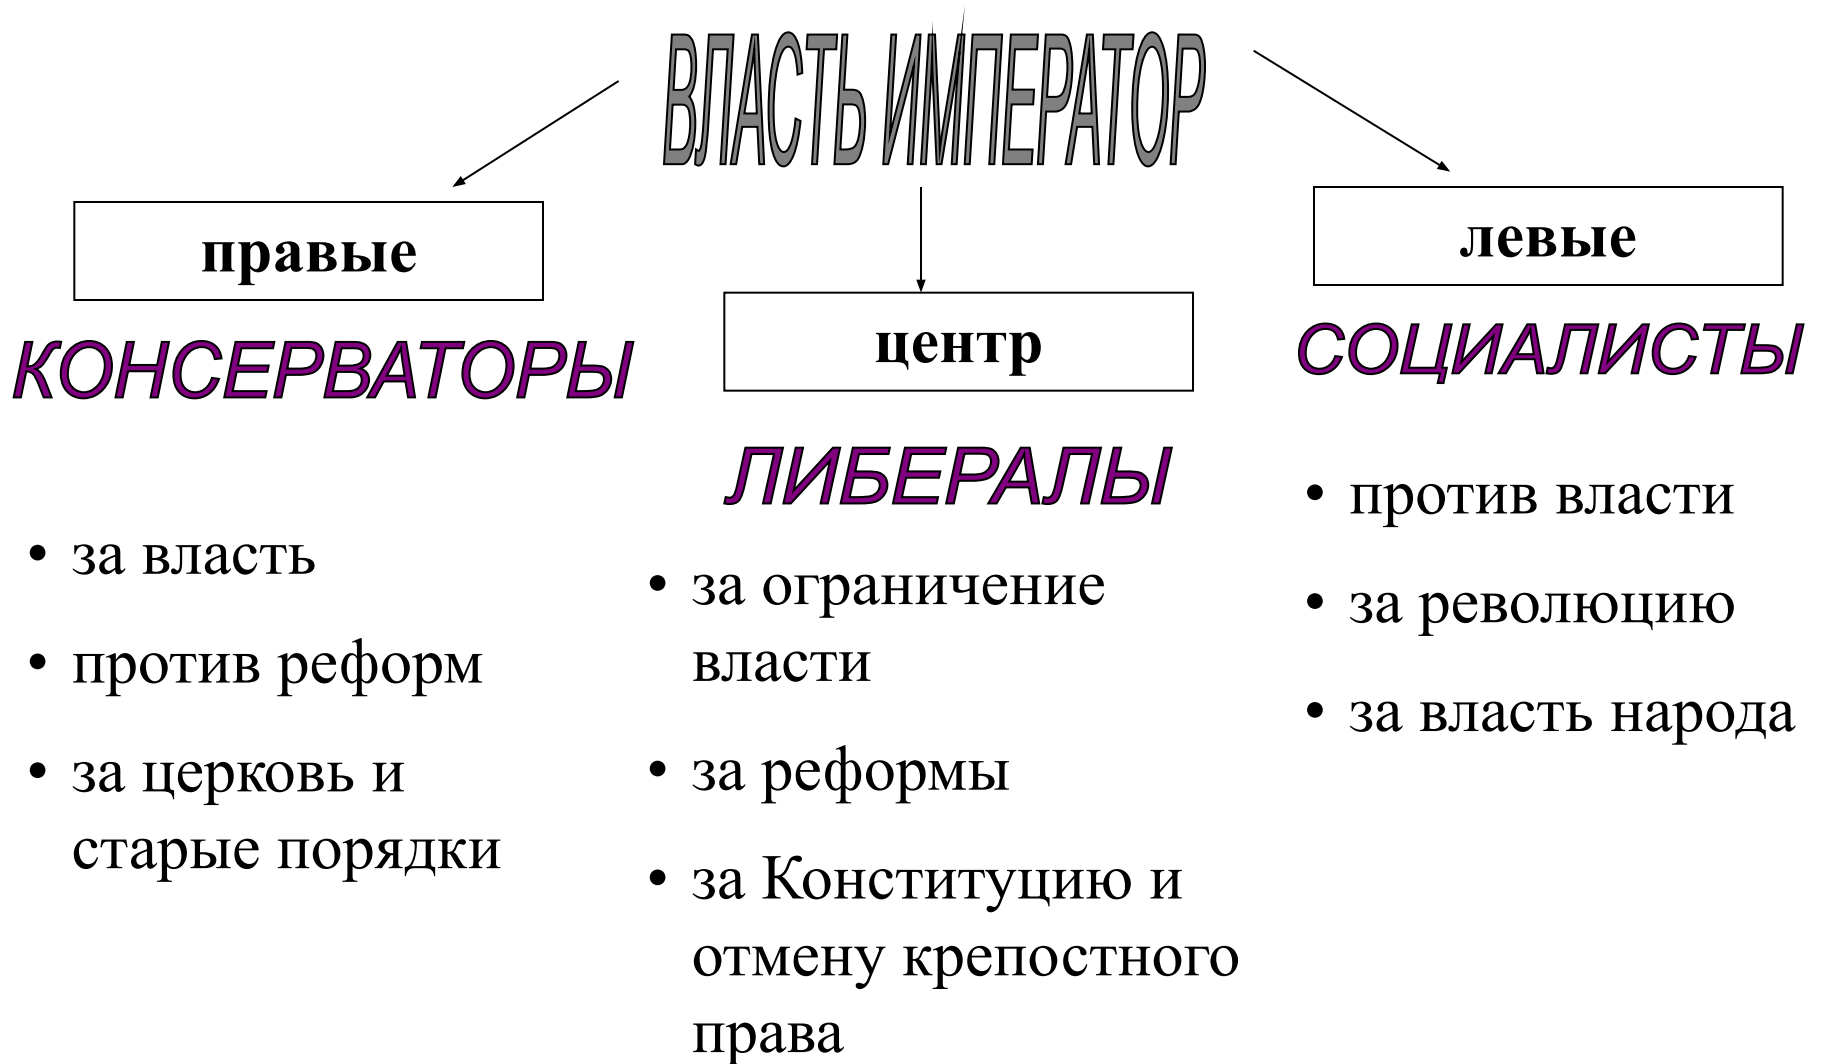 ВЛАСТЬ ИМПЕРАТОР
правые
КОНСЕРВАТОРЫ
• за власть
• против реформ
• за церковь и
старые порядки
центр
ЛИБЕРАЛЫ
• за ограничение
власти
• за реформы
• за Конституцию и
отмену крепостного
права
левые
СОЦИАЛИСТЫ
• против власти
• за революцию
• за власть народа